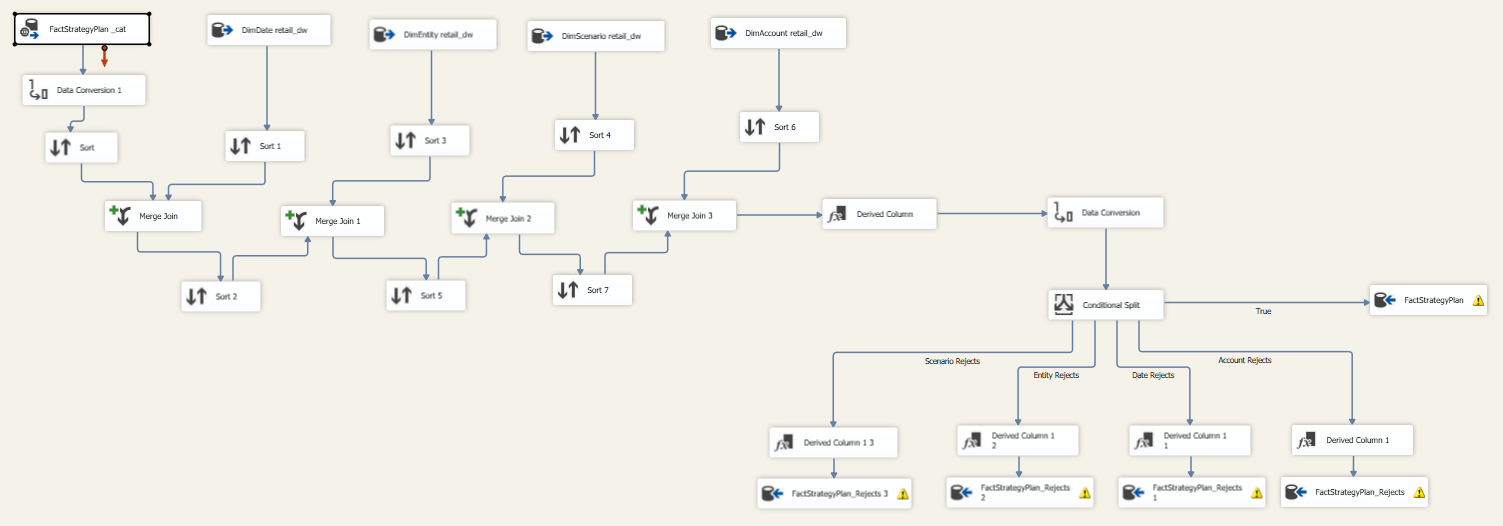 FactStrategyPlan _cat
DimDate retail_dw
DimEntity retail_dw
DimScenario retail_dw
DimAccount retail_dw
Data Conversion 1
Sort
Sort 1
Sort 3
Sort 4
Sort 6
Merge Join
Merge Join 1
Merge Join 2
Merge Join 3
Derived Column
Data Conversion
Sort 2
Sort 5
Sort 7
Conditional Split
True
FactStrategyPlan
Scenario Rejects
Entity Rejects
Date Rejects
Account Rejects
Derived Column 1 3
Derived Column 1
2
Derived Column 1
1
Derived Column 1
FactStrategyPlan_Rejects 3
FactStrategyPlan_Rejects
2
FactStrategyPlan_Rejects
1
FactStrategyPlan_Rejects